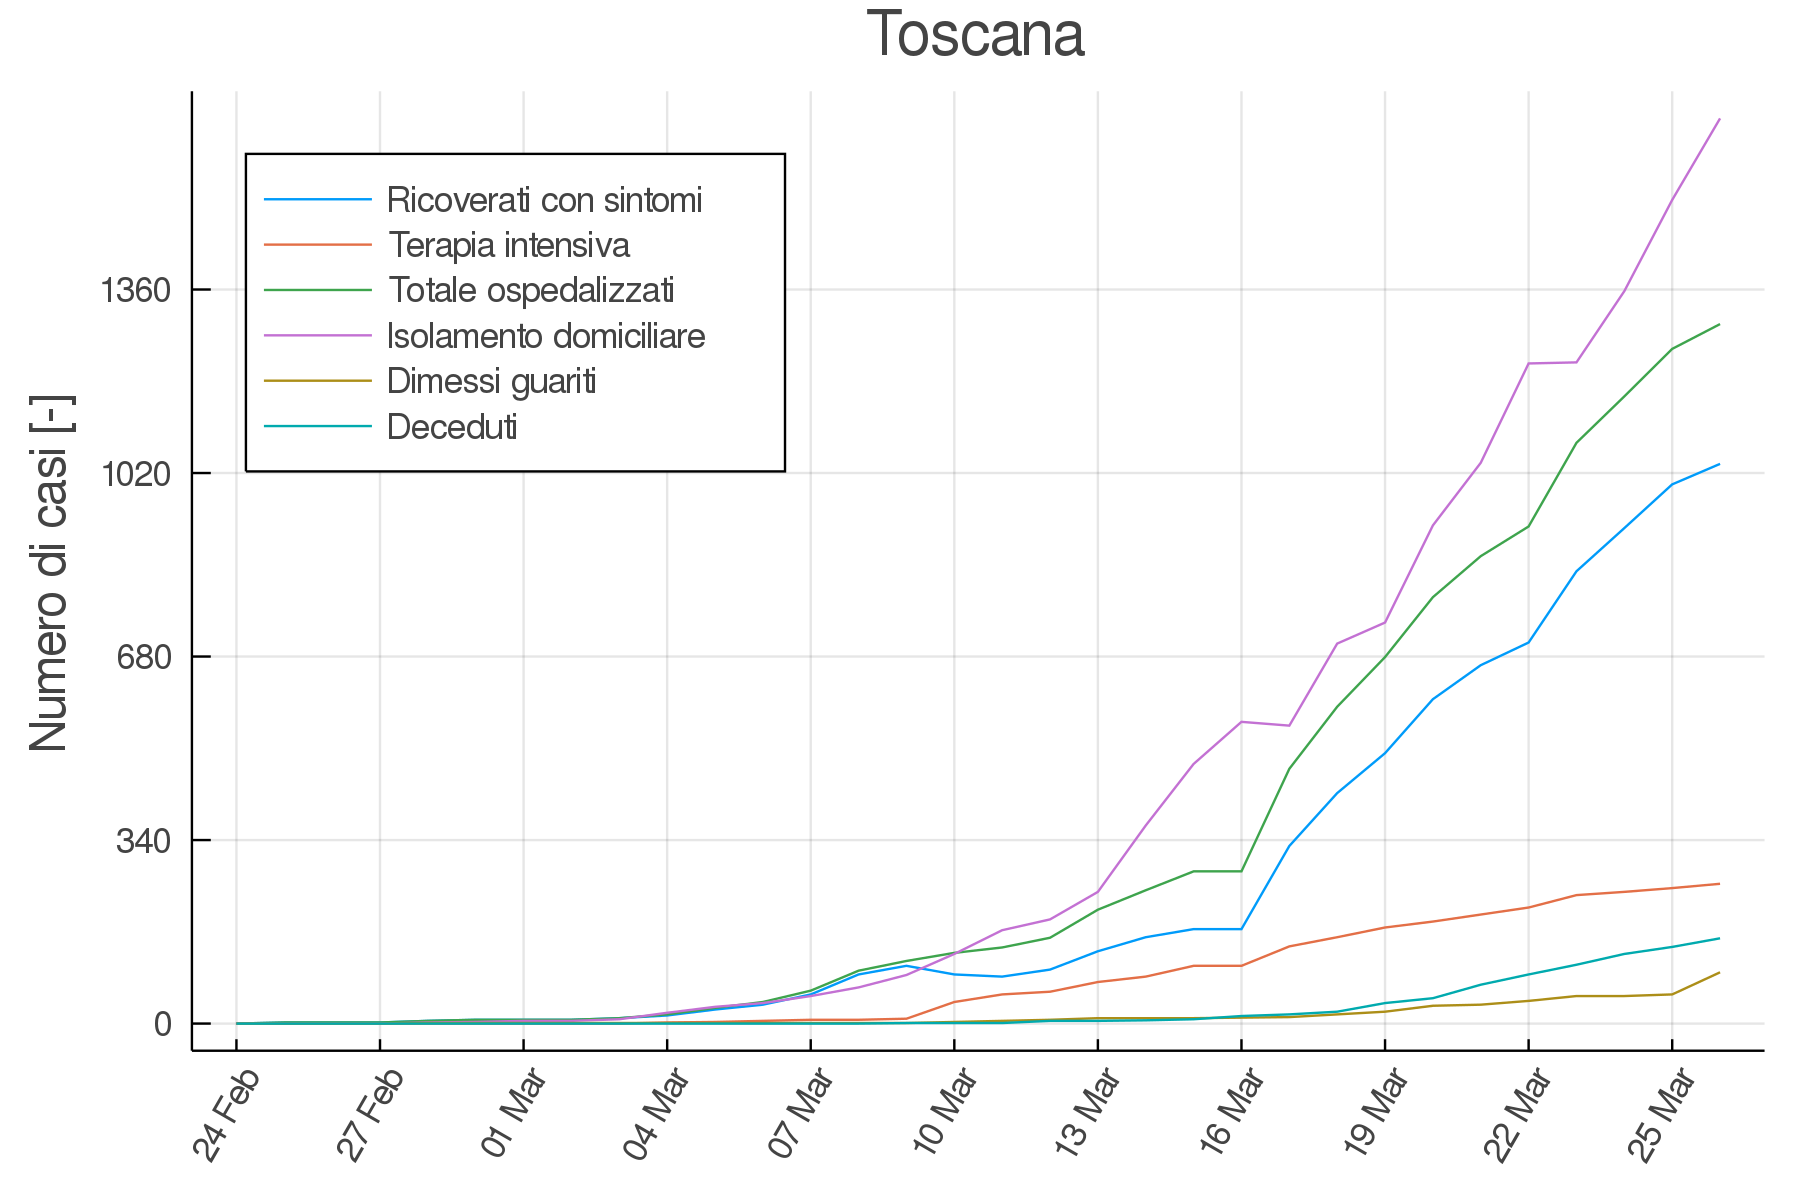 Toscana
Numero di casi [-]
Ricoverati con sintomi
Terapia intensiva
Totale ospedalizzati
Isolamento domiciliare
Dimessi guariti
Deceduti
1360
1020
680
340
0
24 Feb
27 Feb
01 Mar
04 Mar
07 Mar
10 Mar
13 Mar
16 Mar
19 Mar
22 Mar
25 Mar